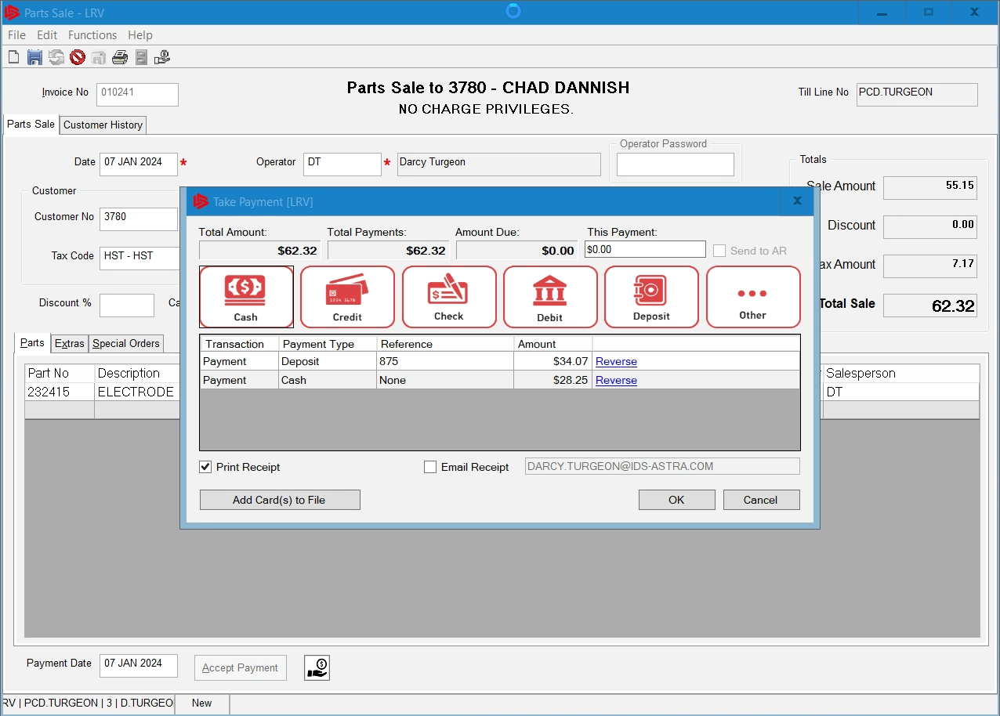 Parts Sale - LRV
File Edit Functions Help
Invoice No 010241
Parts Sale to 3780 - CHAD DANNISH
NO CHARGE PRIVILEGES.
Till Line No PCD.TURGEON
Parts Sale Customer History
Date 07 JAN 2024 * Operator DT * Darcy Turgeon
Operator Password
Totals
Sale Amount 55.15
Discount 0.00
ax Amount 7.17
Total Sale 62.32
Customer
Customer No 3780
Tax Code HST - HST
Discount % Ca
Take Payment [LRV]
Total Amount: Total Payments: Amount Due: This Payment:
$62.32 $62.32 $0.00 $0.00 Send to AR
Cash Credit Check Debit Deposit Other
Transaction Payment Type Reference Amount
Payment Deposit 875 $34.07 Reverse
Payment Cash None $28.25 Reverse
Print Receipt Email Receipt DARCY.TURGEON@IDS-ASTRA.COM
Add Card(s) to File OK Cancel
Parts Extras Special Orders
Part No Description Salesperson
232415 ELECTRODE DT
Payment Date 07 JAN 2024 Accept Payment
RV | PCD.TURGEON | 3 | D.TURGEO New